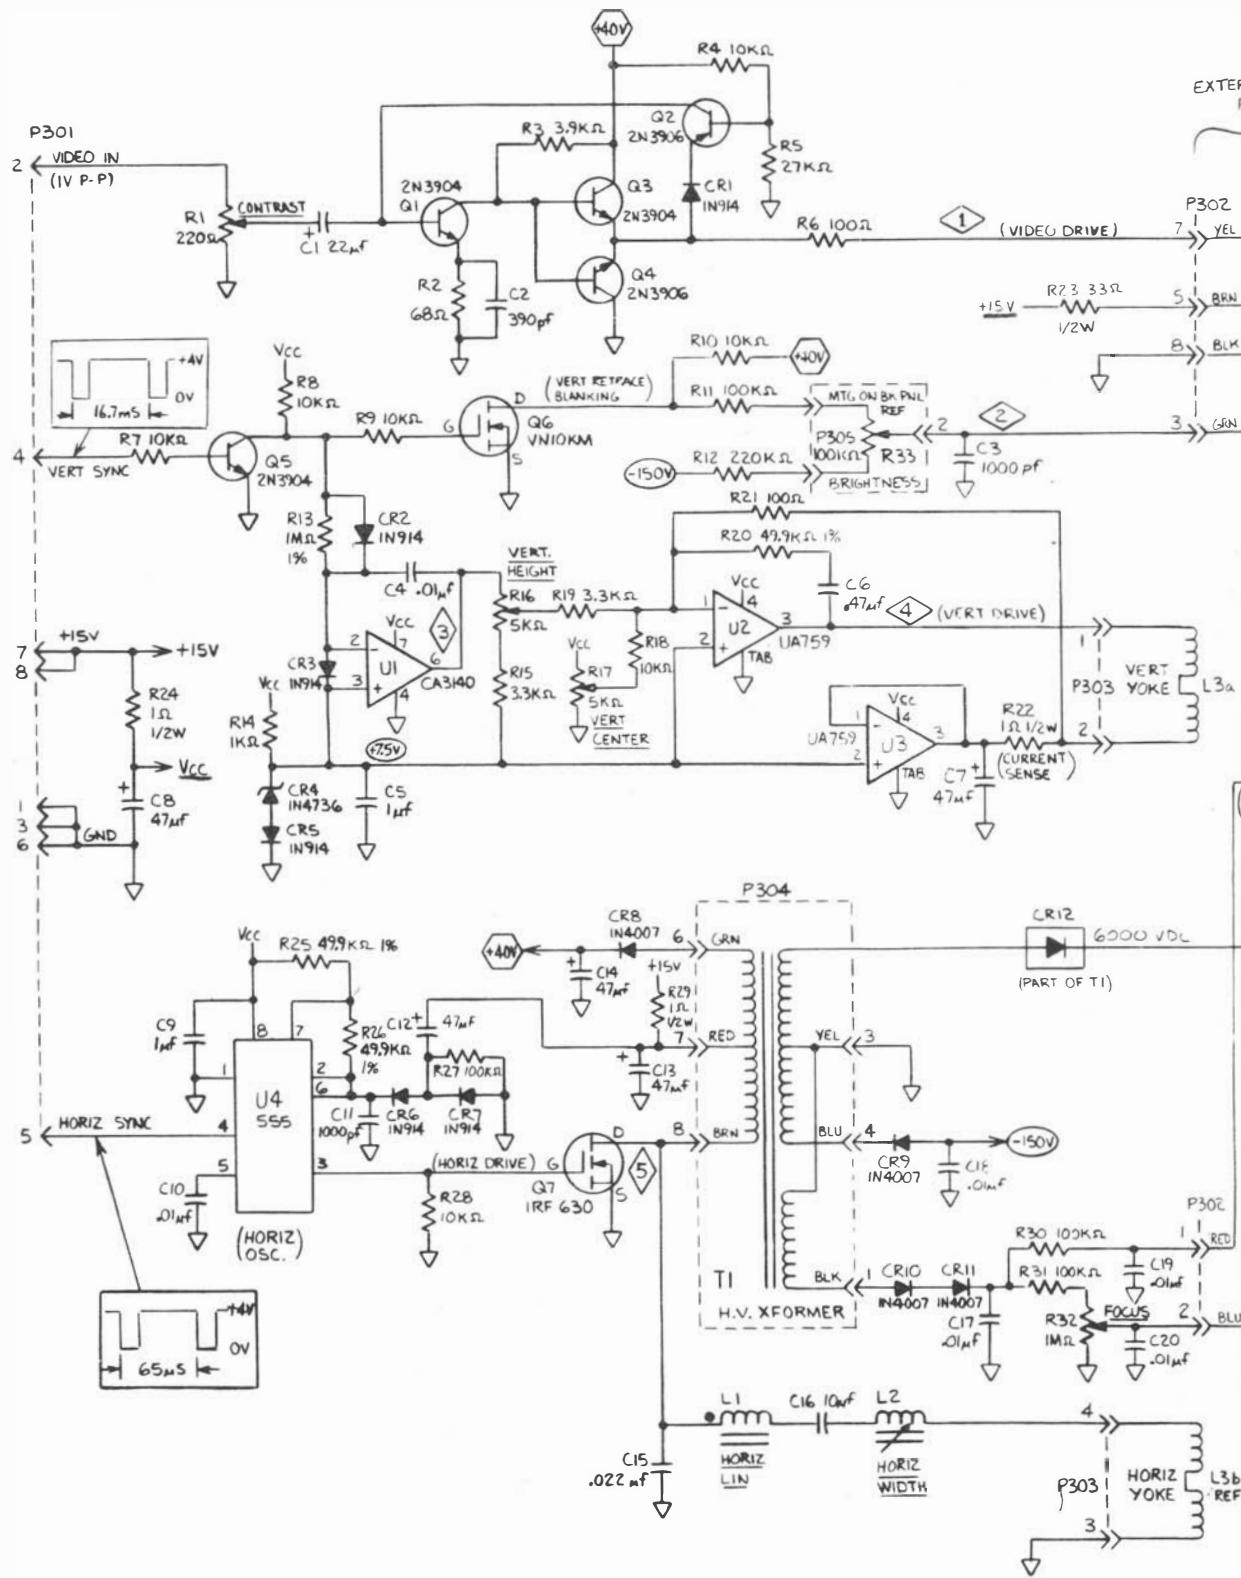 +40V
R4 10KΩ
EXTER
P301
2 VIDEO IN
(1V P-P)
R3 3.9KΩ
Q2
2N3906
R5
27KΩ
2N3904
Q1
Q3
2N3904
CR1
1N914
P302
R1
220Ω
CONTRAST
+
C1 22µf
R6 100Ω
1
(VIDEO DRIVE)
7 YEL
R2
68Ω
C2
390pf
Q4
2N3906
+15V
R23 33Ω
1/2W
5 BRN
8 BLK
+4V
0V
16.7mS
Vcc
R8
10KΩ
(VERT RETRACE
BLANKING)
R10 10KΩ
+40V
R11 100KΩ
MTG ON BK PNL
REF
2
2
3 GRN
R7 10KΩ
4
VERT SYNC
Q5
2N3904
R9 10KΩ
G
D
S
Q6
VN10KM
P305
100KΩ
R33
C3
1000 pf
-150V
R12 220KΩ
BRIGHTNESS
R21 100Ω
R13
1MΩ
1%
CR2
1N914
R20 49.9KΩ 1%
C4 .01µf
VERT.
HEIGHT
R16
5KΩ
R19 3.3KΩ
Vcc
4
C6
.47µf
4
(VERT DRIVE)
1
- U2
3
UA759
2
+
TAB
Vcc
7
3
2 -
U1
6
3 +
4
CA3140
CR3
1N914
R15
3.3KΩ
Vcc
R17
5KΩ
VERT
CENTER
R18
10KΩ
1
VERT
YOKE
L3a
P303
2
7
8
+15V
+15V
R24
1Ω
1/2W
Vcc
+
C8
47µf
1
3
6
GND
Vcc
R14
1KΩ
+7.5V
CR4
1N4736
CR5
1N914
C5
1µf
Vcc
4
1 -
UA759
U3
3
2 +
TAB
R22
1Ω 1/2W
(CURRENT
SENSE)
+
C7
47µf
P304
CR8
1N4007
6 GRN
+40V
+
C14
47µf
+15V
R29
1Ω
1/2W
7 RED
+
C13
47µf
CR12
6000 VDC
(PART OF T1)
YEL 3
Vcc
R25 49.9KΩ 1%
C9
1µf
8
7
R26
49.9KΩ
1%
C12 + 47µf
R27 100KΩ
1
2
6
U4
555
C11
1000pf
CR6
1N914
CR7
1N914
5 HORIZ SYNC
4
5
3
C10
.01µf
(HORIZ
OSC.)
(HORIZ DRIVE)
R28
10KΩ
G
D
S
Q7
IRF 630
5
8 BRN
BLU 4
CR9
1N4007
C18
.01µf
-150V
P302
R30 100KΩ
1 RED
T1
BLK 1
H.V. XFORMER
CR10
1N4007
CR11
1N4007
R31 100KΩ
C19
.01µf
C17
.01µf
R32
1MΩ
FOCUS
2 BLU
C20
.01µf
+4V
0V
65µS
L1
HORIZ
LIN
C16 10µf
L2
HORIZ
WIDTH
4
C15
.022 µf
P303
HORIZ
YOKE
L3b
REF
3